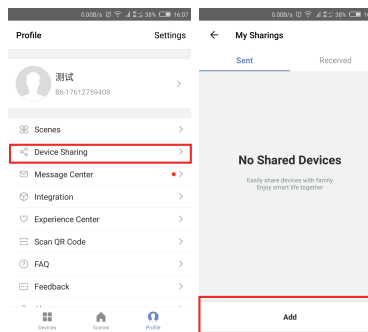 0.00B/s 38% 16:07
Profile
Settings
测试
86-17612759408
Scenes
Device Sharing
Message Center
Integration
Experience Center
Scan QR Code
FAQ
Feedback
Devices
Scenes
Profile
0.00B/s 38%
My Sharings
Sent
Received
No Shared Devices
Easily share devices with family
Enjoy smart life together
Add